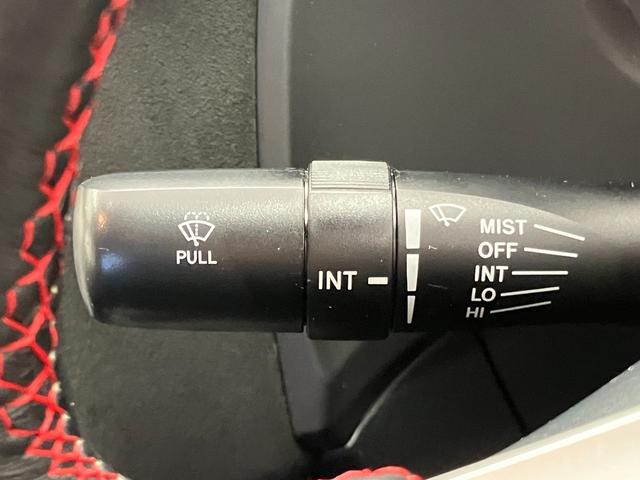 PULL
INT
MIST
OFF
INT
LO
HI